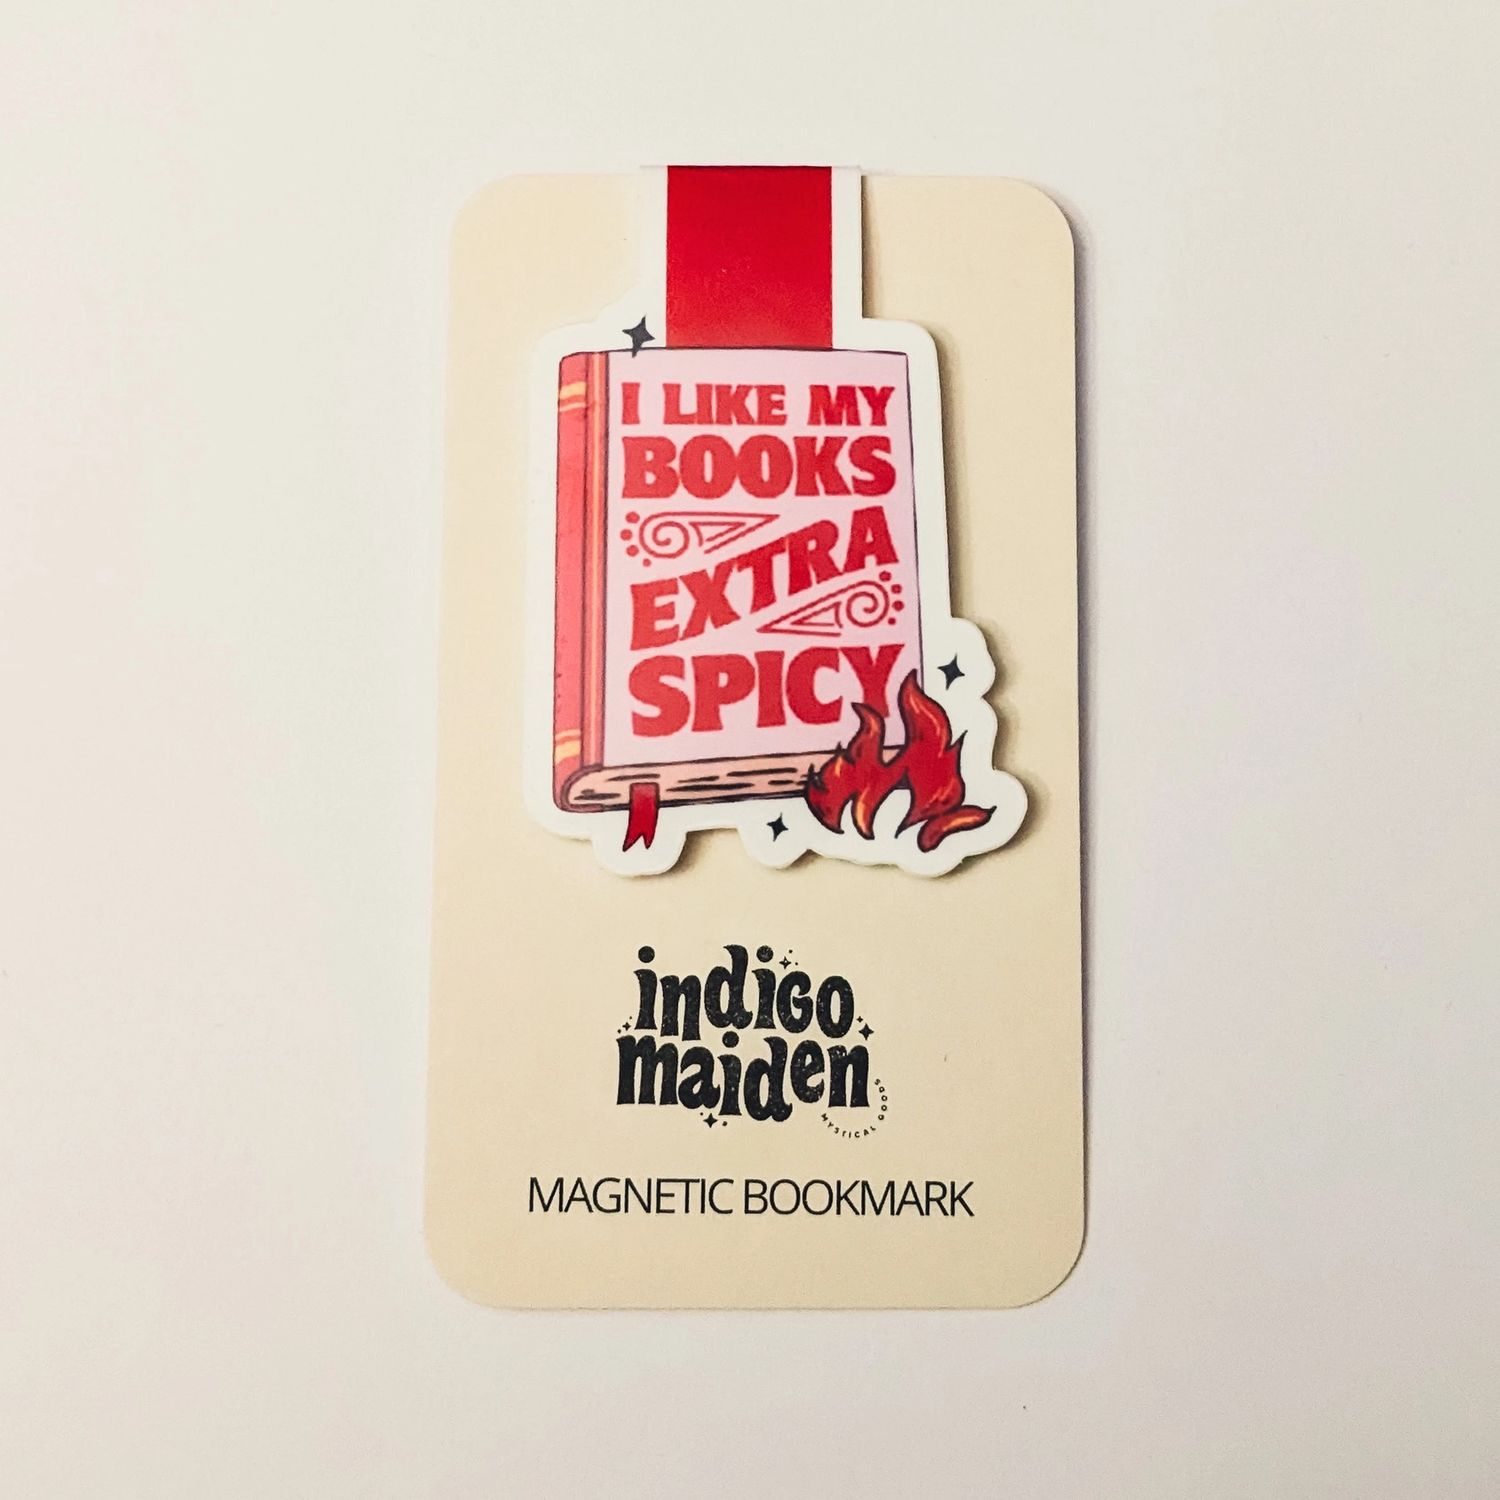 I LIKE MY
BOOKS
EXTRA
SPICY
indigo
maiden
MYSTICAL GOODS
MAGNETIC BOOKMARK